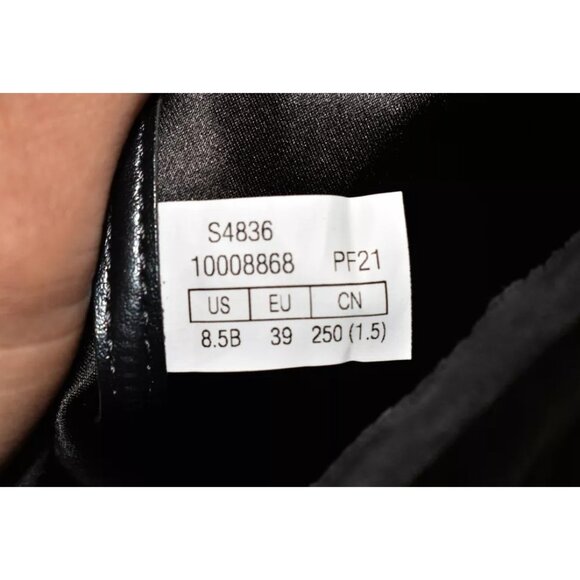 S4836
10008868 PF21
US EU CN
8.5B 39 250 (1.5)